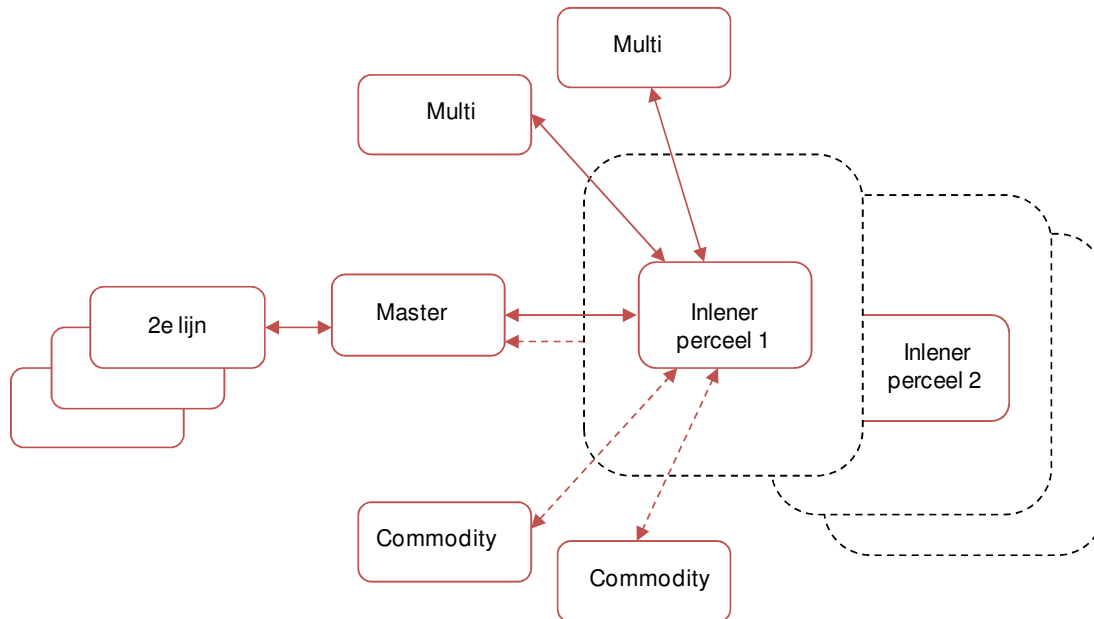 Multi
Multi
2e lijn
Master
Inlener
perceel 1
Inlener
perceel 2
Commodity
Commodity